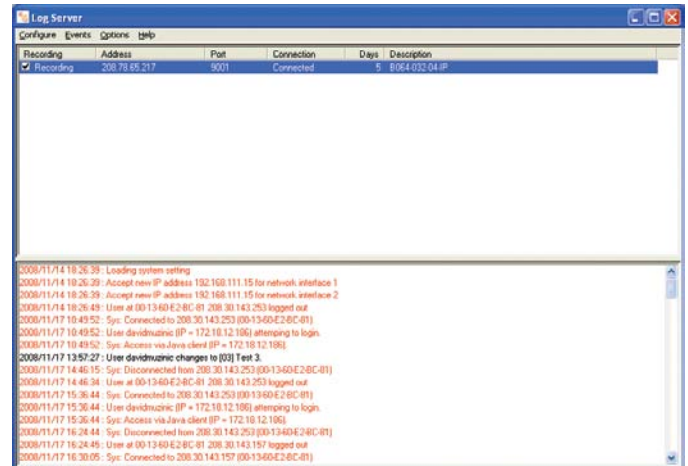 Log Server
Configure Events Options Help
Recording Address Port Connection Days Description
Recording 208.78.65.217 9001 Connected 5 B064-032-04-IP
2008/11/14 18:26:39 : Loading system setting
2008/11/14 18:26:39 : Accept new IP address 192.168.111.15 for network interface 1
2008/11/14 18:26:39 : Accept new IP address 192.168.111.15 for network interface 2
2008/11/14 18:26:49 : User at 00-13-60-E2-BC-81 208.30.143.253 logged out
2008/11/17 10:49:52 : Sys: Connected to 208.30.143.253 (00-13-60-E2-BC-81)
2008/11/17 10:49:52 : User davidmuzinic (IP = 172.18.12.186) attemping to login.
2008/11/17 10:49:52 : Sys: Access via Java client (IP = 172.18.12.186).
2008/11/17 13:57:27 : User davidmuzinic changes to [03] Test 3.
2008/11/17 14:46:15 : Sys: Disconnected from 208.30.143.253 (00-13-60-E2-BC-81)
2008/11/17 14:46:34 : User at 00-13-60-E2-BC-81 208.30.143.253 logged out
2008/11/17 15:36:44 : Sys: Connected to 208.30.143.253 (00-13-60-E2-BC-81)
2008/11/17 15:36:44 : User davidmuzinic (IP = 172.18.12.186) attemping to login.
2008/11/17 15:36:44 : Sys: Access via Java client (IP = 172.18.12.186).
2008/11/17 16:24:44 : Sys: Disconnected from 208.30.143.253 (00-13-60-E2-BC-81)
2008/11/17 16:24:45 : User at 00-13-60-E2-BC-81 208.30.143.157 logged out
2008/11/17 16:30:05 : Sys: Connected to 208.30.143.157 (00-13-60-E2-BC-81)